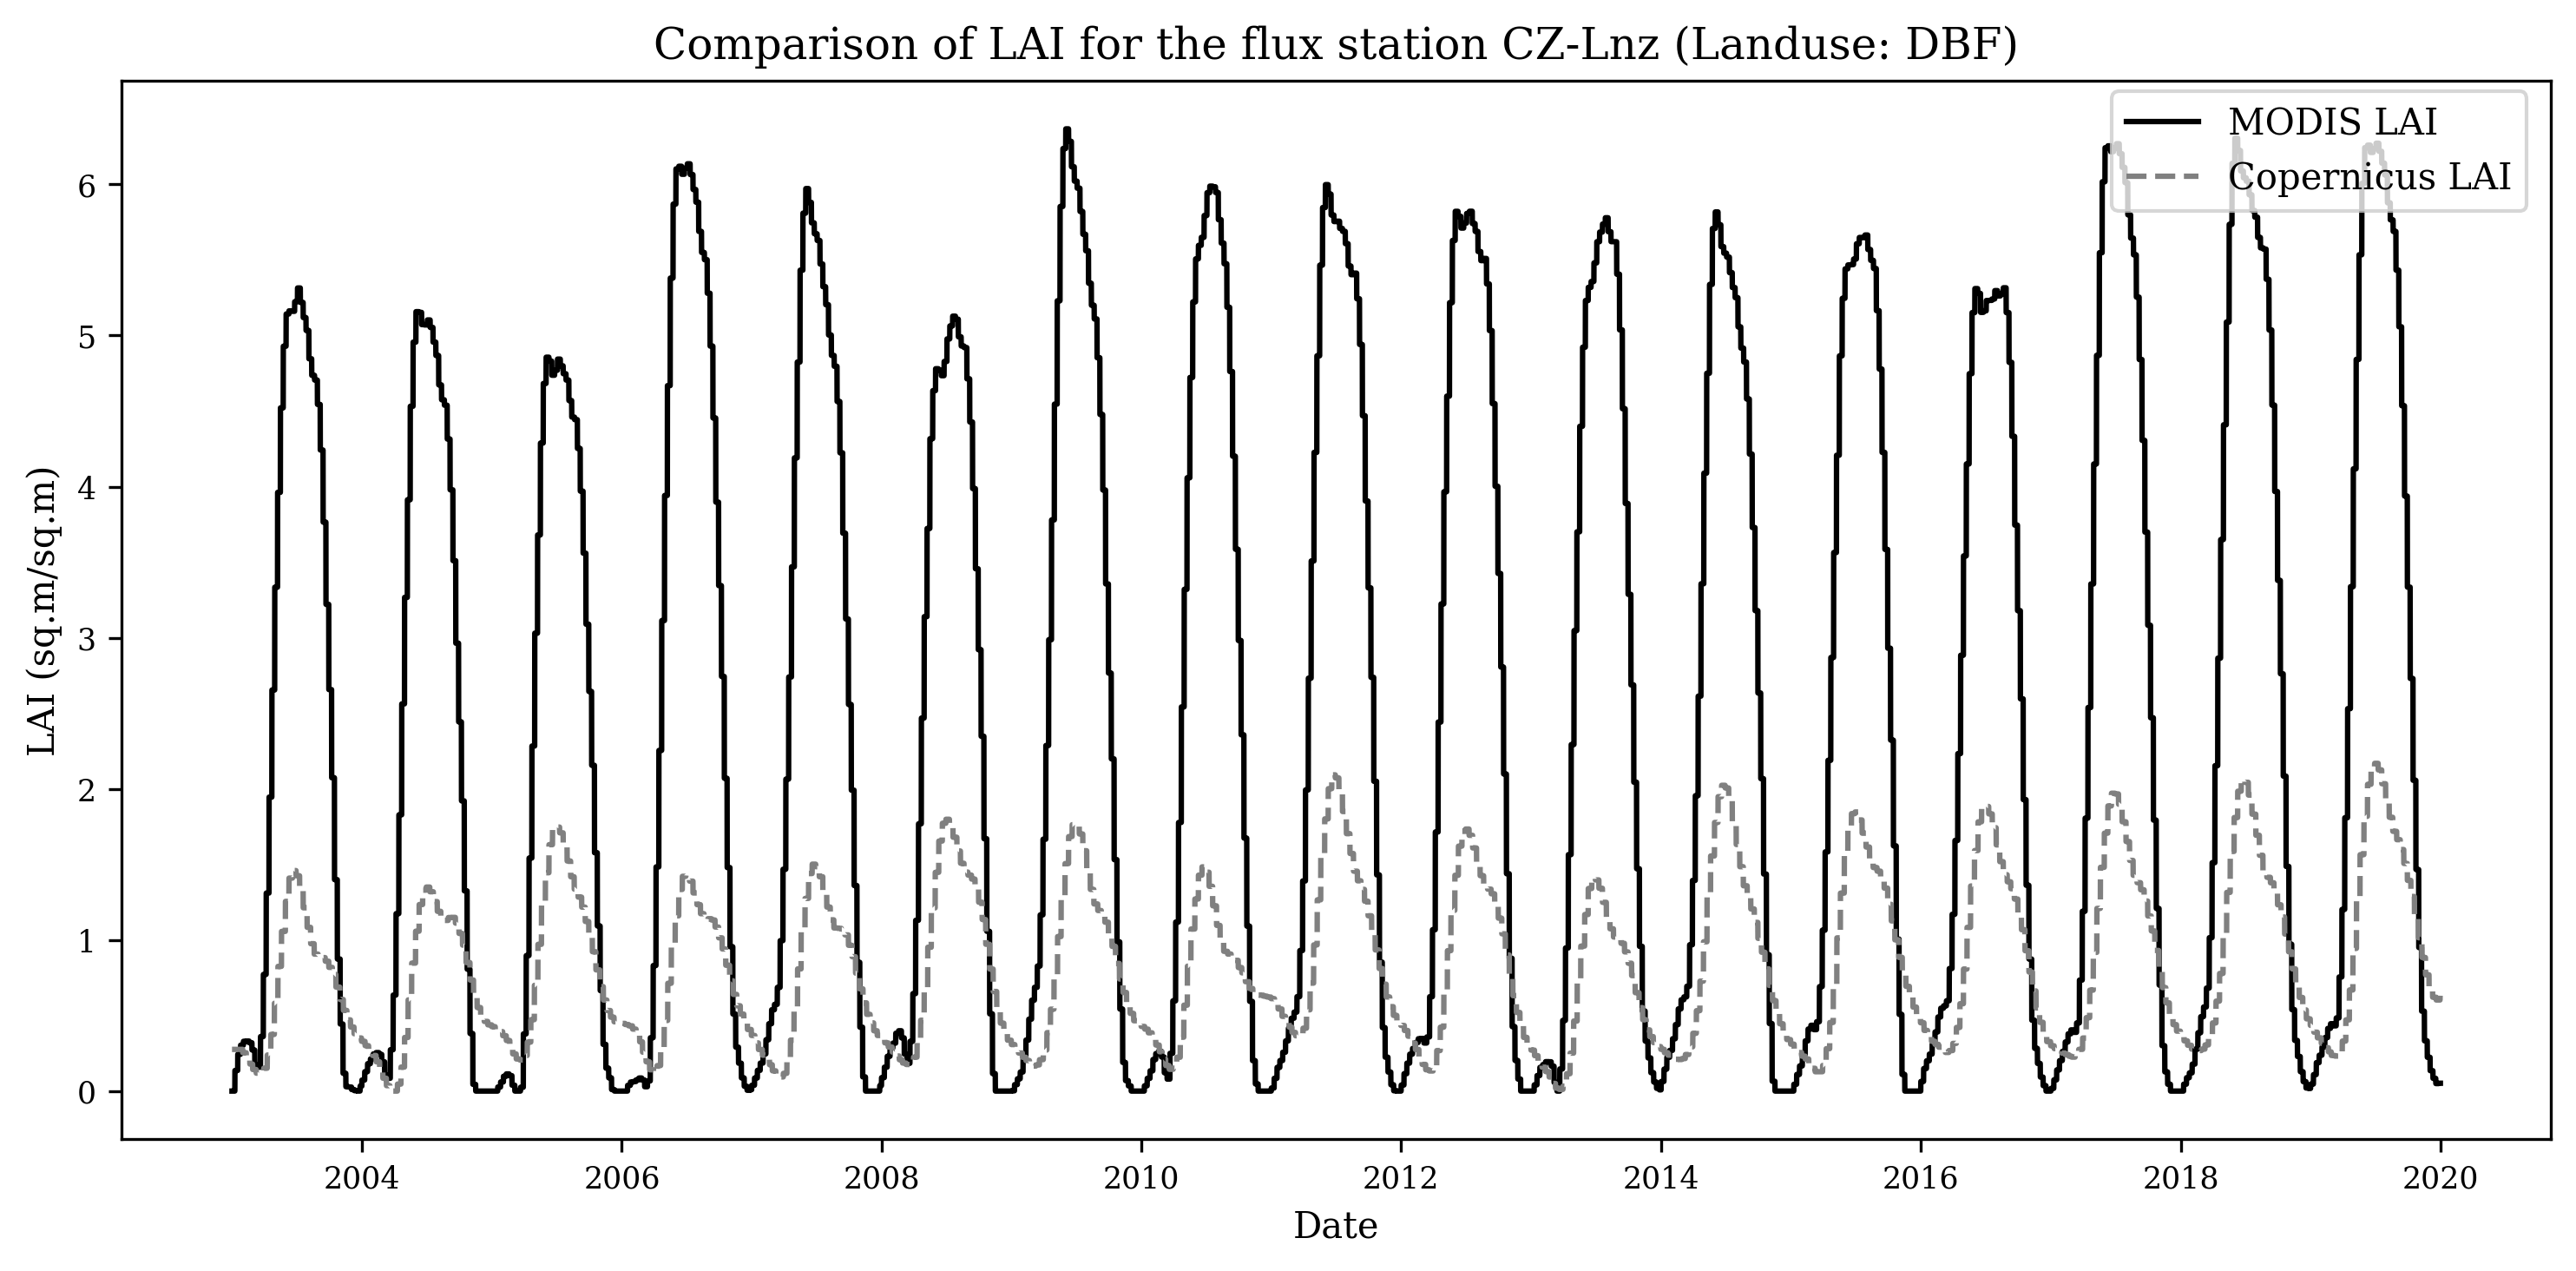 Comparison of LAI for the flux station CZ-Lnz (Landuse: DBF)
MODIS LAI
Copernicus LAI
LAI (sq.m/sq.m)
6
5
4
3
2
1
0
2004 2006 2008 2010 2012 2014 2016 2018 2020
Date